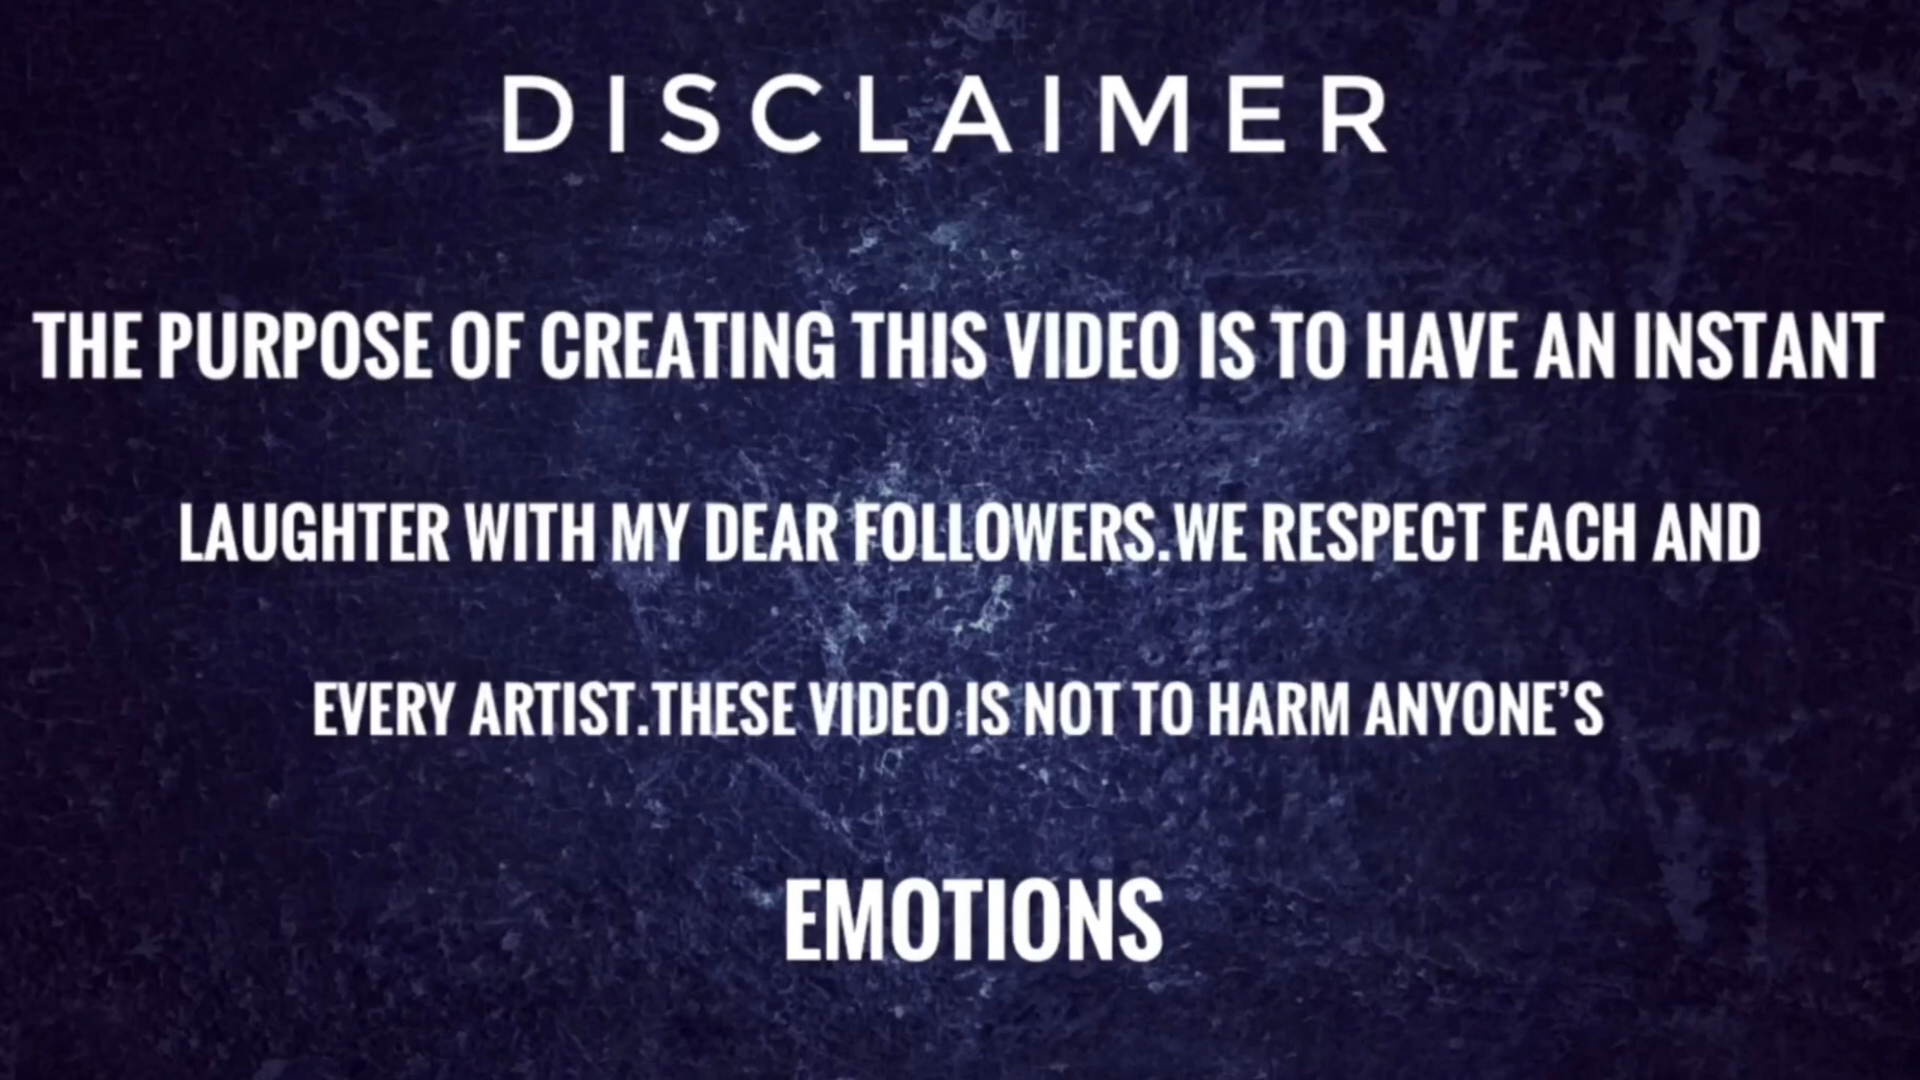 DISCLAIMER
THE PURPOSE OF CREATING THIS VIDEO IS TO HAVE AN INSTANT
LAUGHTER WITH MY DEAR FOLLOWERS.WE RESPECT EACH AND
EVERY ARTIST.THESE VIDEO IS NOT TO HARM ANYONE’S
EMOTIONS